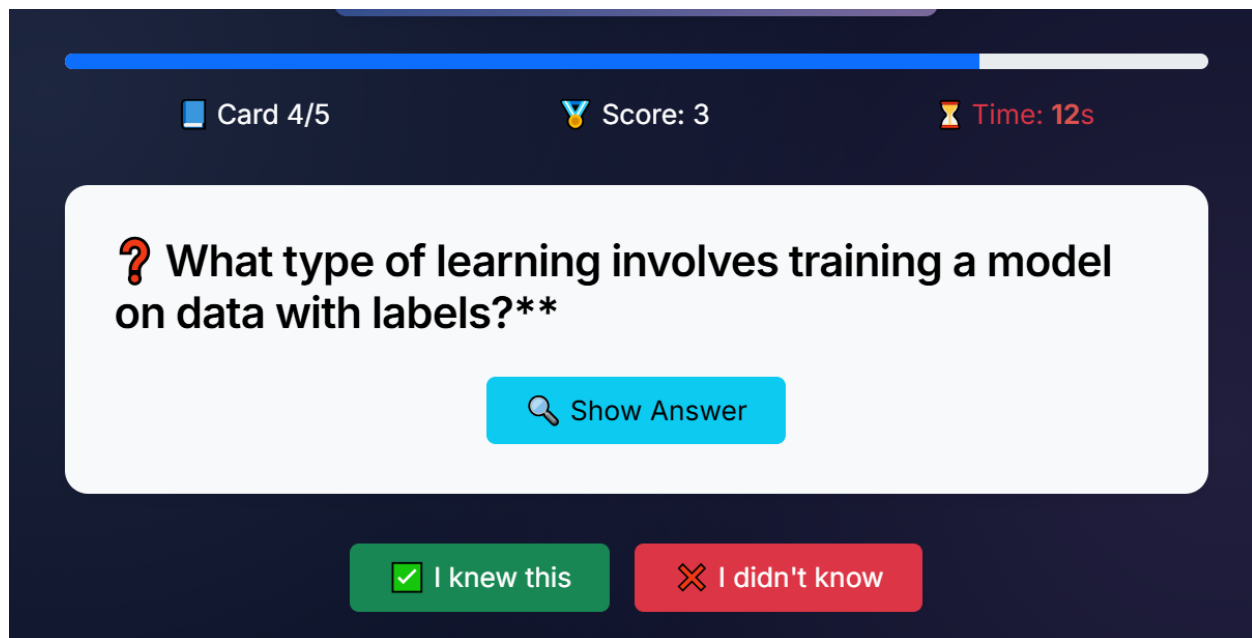 Card 4/5
Score: 3
Time: 12s
What type of learning involves training a model
on data with labels?**
Show Answer
I knew this
I didn't know